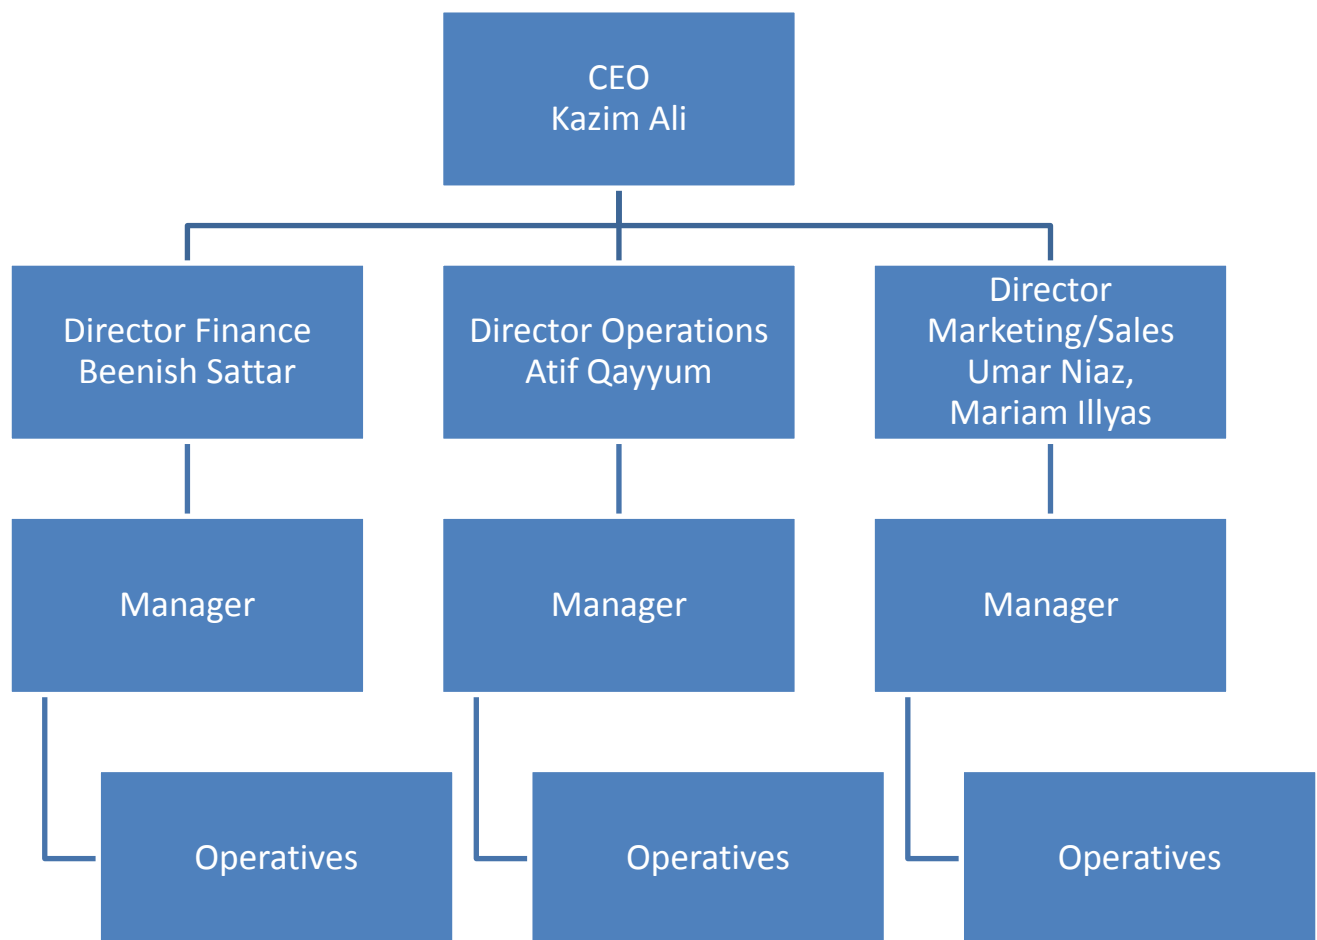 CEO
Kazim Ali
Director Finance
Beenish Sattar
Director Operations
Atif Qayyum
Director
Marketing/Sales
Umar Niaz,
Mariam Illyas
Manager
Manager
Manager
Operatives
Operatives
Operatives